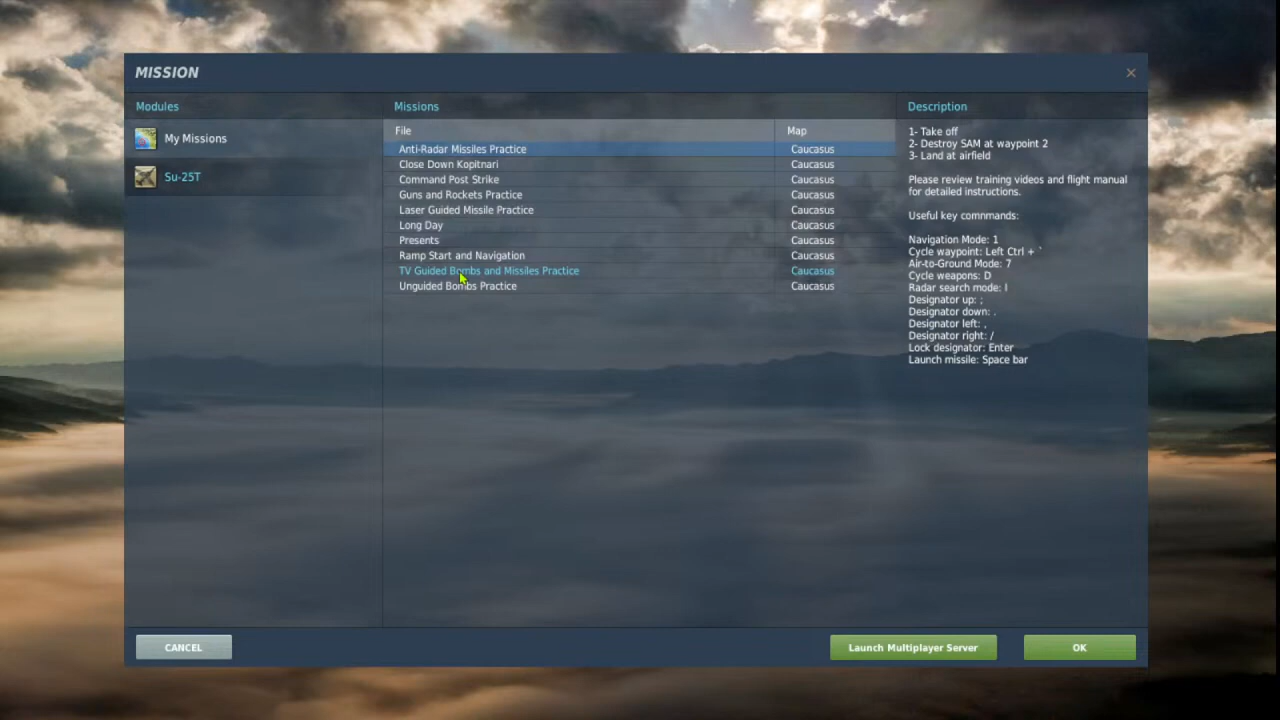 MISSION
Modules
My Missions
Su-25T
Missions
File Map
Anti-Radar Missiles Practice Caucasus
Close Down Kopitnari Caucasus
Command Post Strike Caucasus
Guns and Rockets Practice Caucasus
Laser Guided Missile Practice Caucasus
Long Day Caucasus
Presents Caucasus
Ramp Start and Navigation Caucasus
TV Guided Bombs and Missiles Practice Caucasus
Unguided Bombs Practice Caucasus
Description
1- Take off
2- Destroy SAM at waypoint 2
3- Land at airfield
Please review training videos and flight manual
for detailed instructions.
Useful key comnmands:
Navigation Mode: 1
Cycle waypoint: Left Ctrl + `
Air-to-Ground Mode: 7
Cycle weapons: D
Radar search mode: I
Designator up: ;
Designator down: .
Designator left: ,
Designator right: /
Lock designator: Enter
Launch missile: Space bar
CANCEL
Launch Multiplayer Server
OK